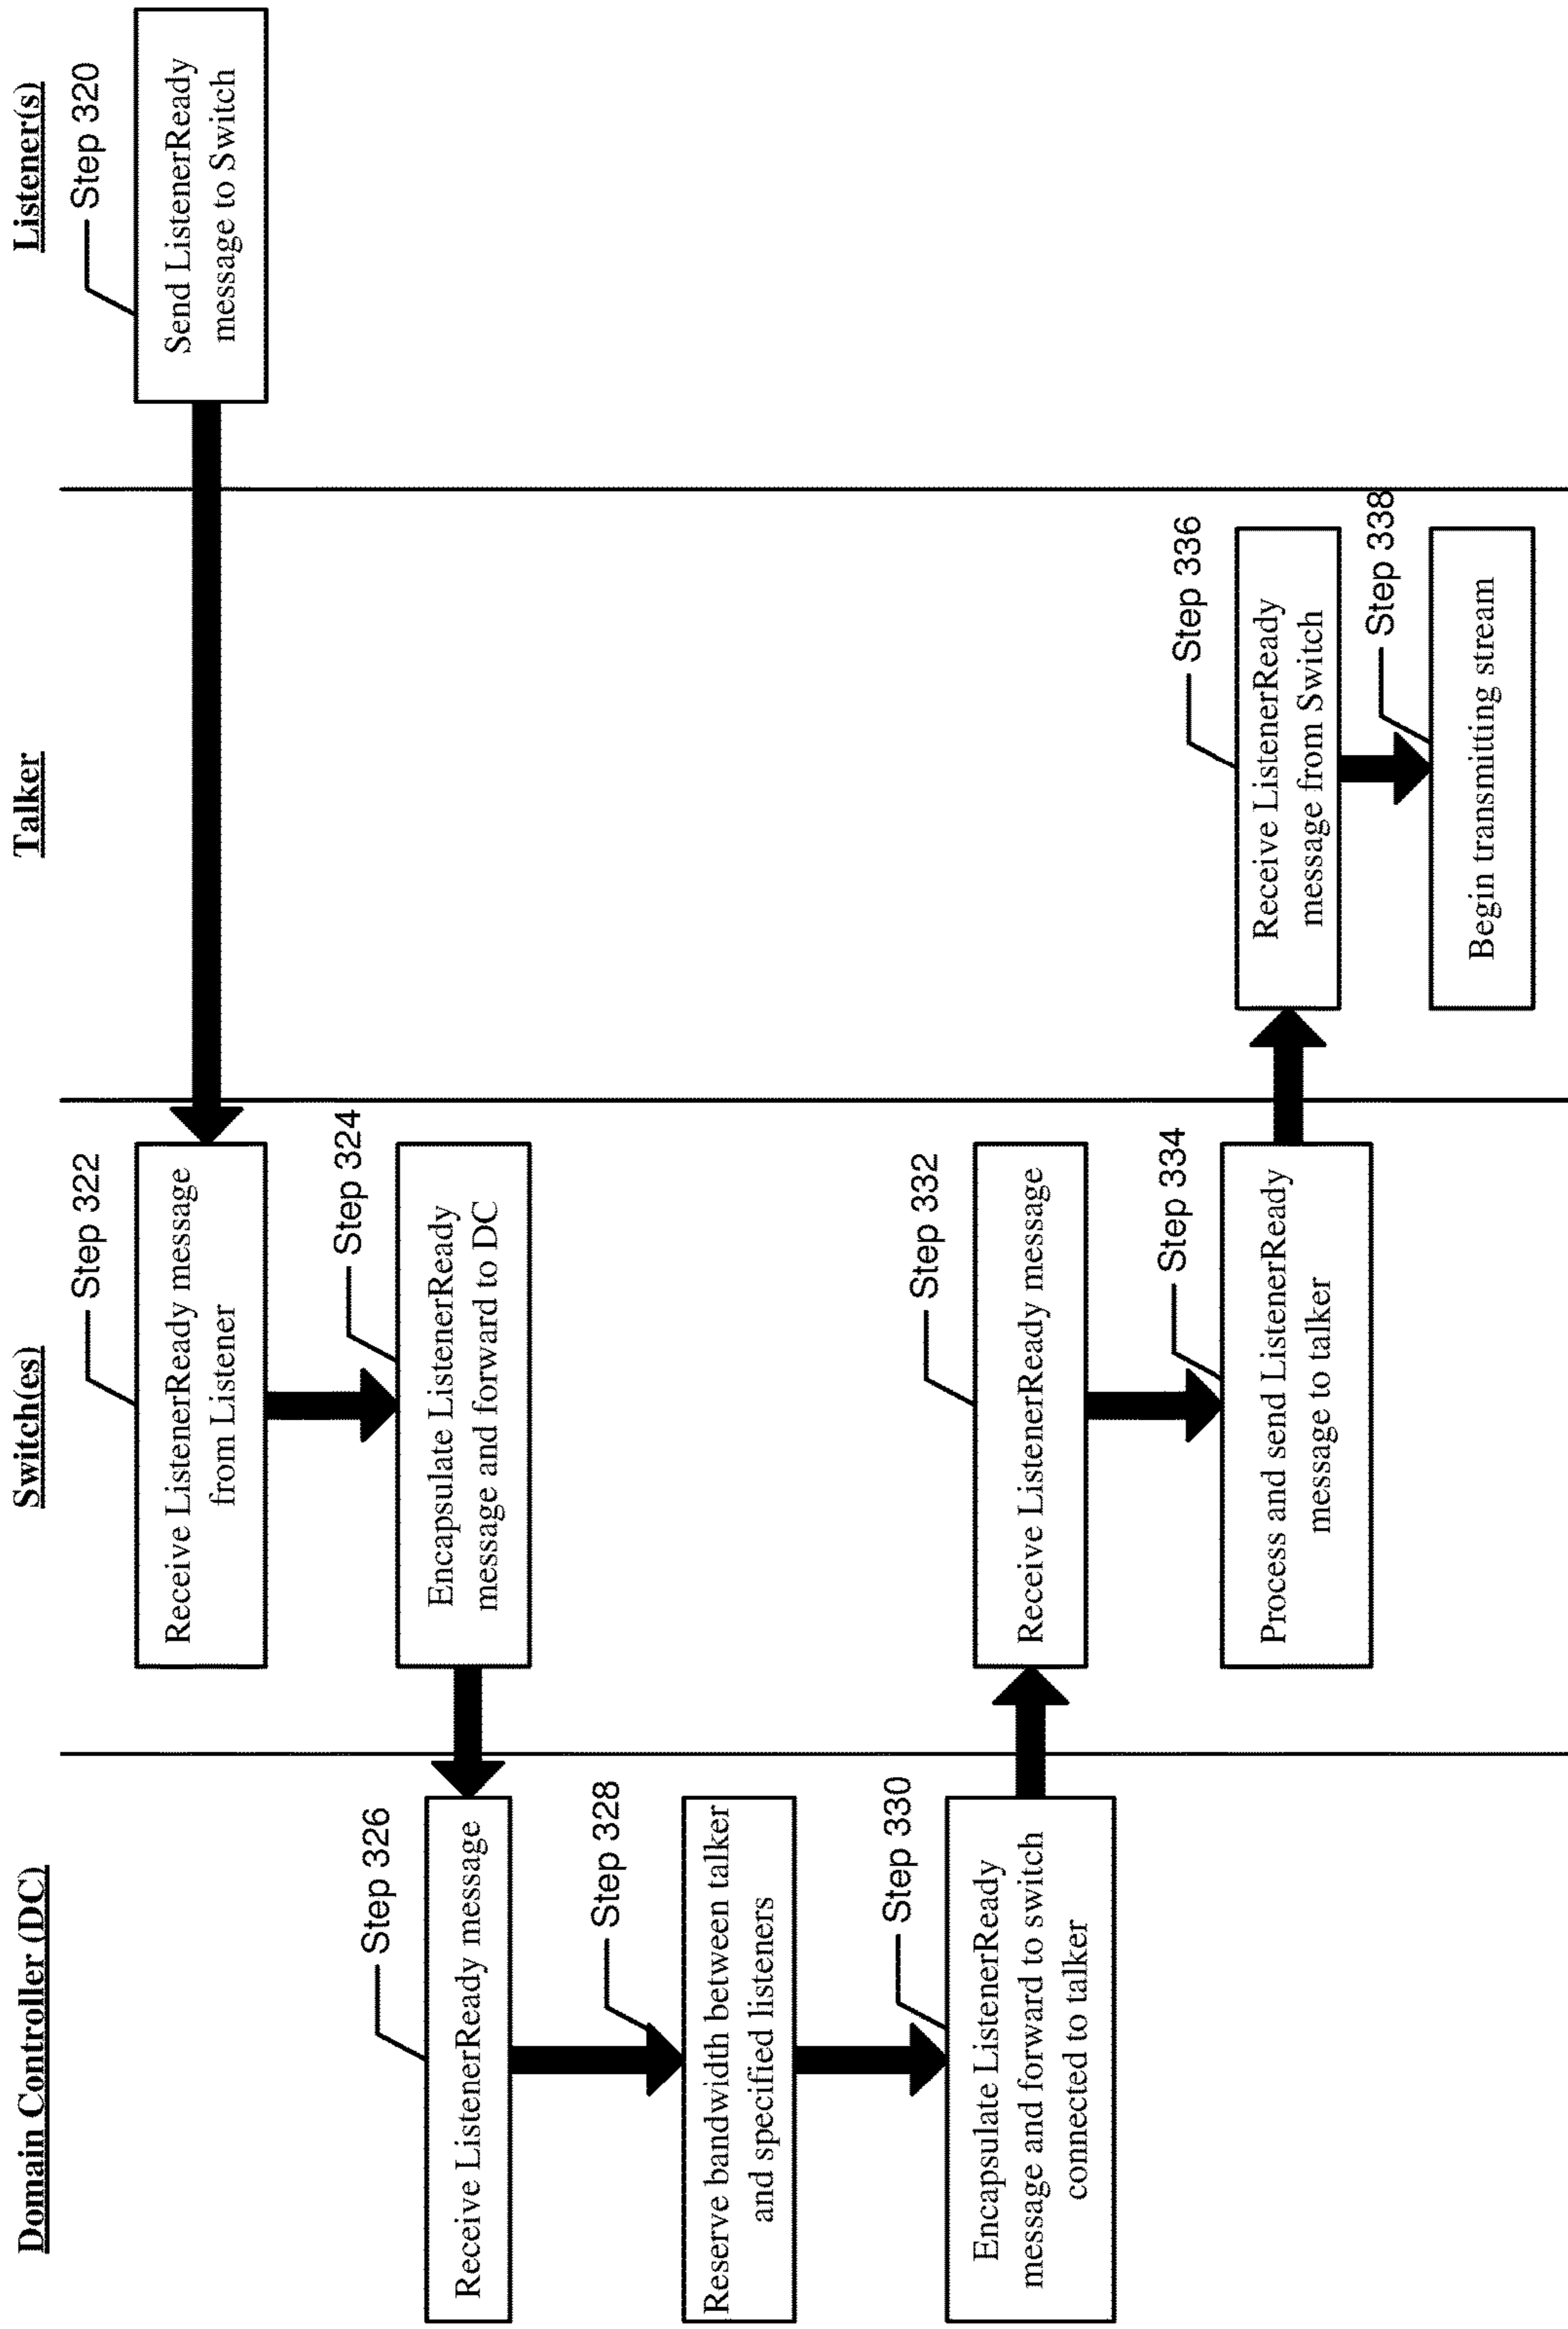 Domain Controller (DC)
Switch(es)
Talker
Listener(s)
Step 320
Send ListenerReady
message to Switch
Step 322
Receive ListenerReady message
from Listener
Step 324
Encapsulate ListenerReady
message and forward to DC
Step 326
Receive ListenerReady message
Step 328
Reserve bandwidth between talker
and specified listeners
Step 330
Encapsulate ListenerReady
message and forward to switch
connected to talker
Step 332
Receive ListenerReady message
Step 334
Process and send ListenerReady
message to talker
Step 336
Receive ListenerReady
message from Switch
Step 338
Begin transmitting stream